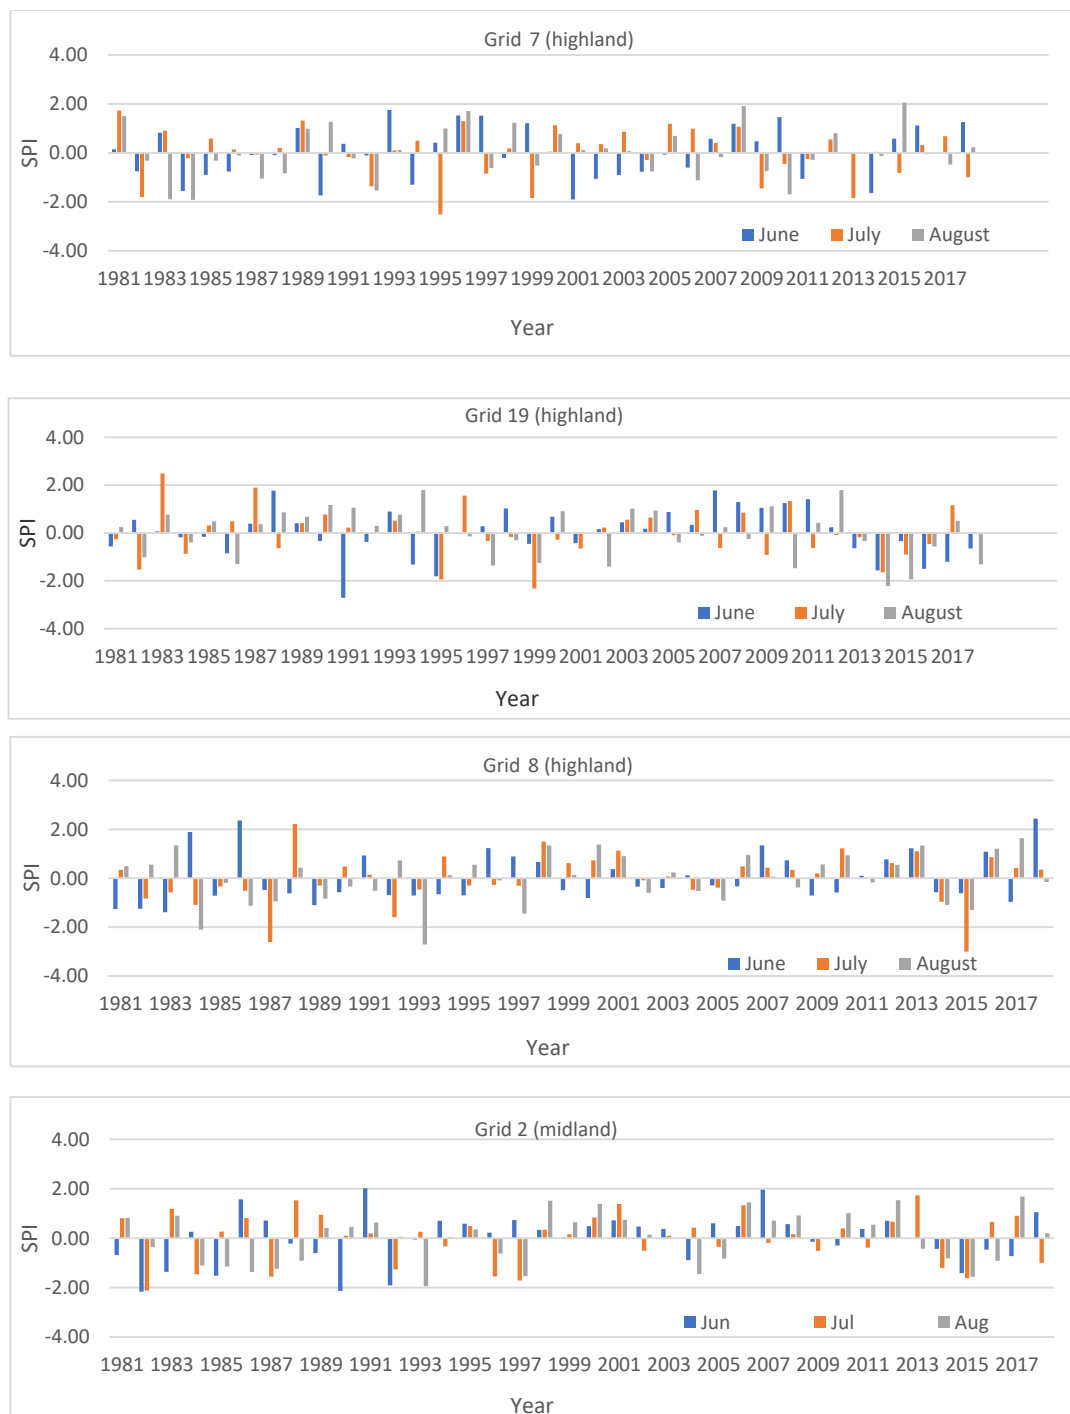 Grid 7 (highland)
4.00
2.00
0.00
-2.00
-4.00
SPI
June July August
1981 1983 1985 1987 1989 1991 1993 1995 1997 1999 2001 2003 2005 2007 2009 2011 2013 2015 2017
Year
Grid 19 (highland)
4.00
2.00
0.00
-2.00
-4.00
SPI
June July August
1981 1983 1985 1987 1989 1991 1993 1995 1997 1999 2001 2003 2005 2007 2009 2011 2013 2015 2017
Year
Grid 8 (highland)
4.00
2.00
0.00
-2.00
-4.00
SPI
June July August
1981 1983 1985 1987 1989 1991 1993 1995 1997 1999 2001 2003 2005 2007 2009 2011 2013 2015 2017
Year
Grid 2 (midland)
4.00
2.00
0.00
-2.00
-4.00
SPI
Jun Jul Aug
1981 1983 1985 1987 1989 1991 1993 1995 1997 1999 2001 2003 2005 2007 2009 2011 2013 2015 2017
Year